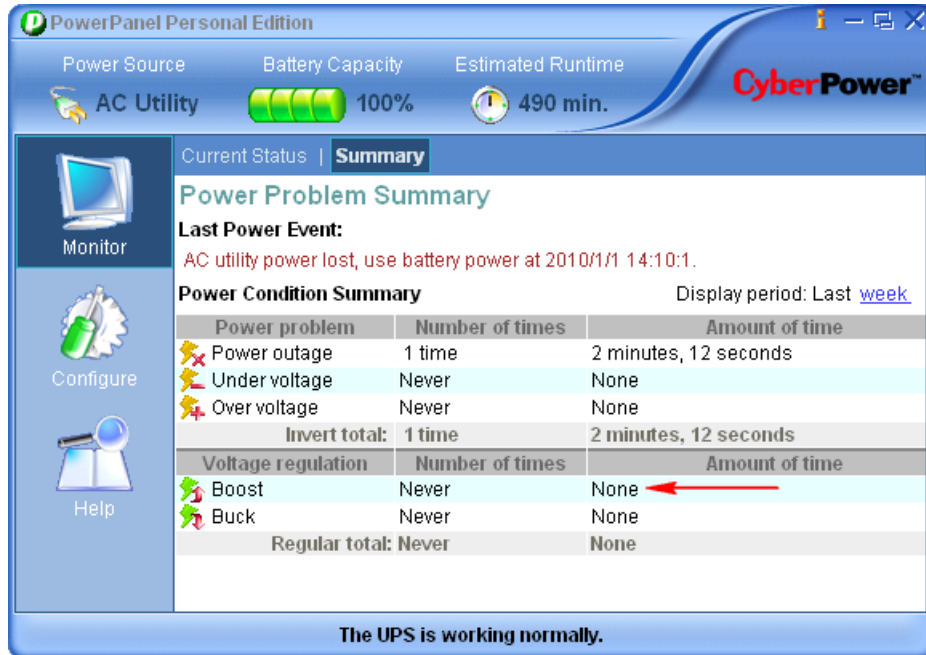 PowerPanel Personal Edition
Power Source Battery Capacity Estimated Runtime
AC Utility 100% 490 min.
CyberPower™
Current Status | Summary
Monitor
Configure
Help
Power Problem Summary
Last Power Event:
AC utility power lost, use battery power at 2010/1/1 14:10:1.
Power Condition Summary Display period: Last week
Power problem Number of times Amount of time
Power outage 1 time 2 minutes, 12 seconds
Under voltage Never None
Over voltage Never None
Invert total: 1 time 2 minutes, 12 seconds
Voltage regulation Number of times Amount of time
Boost Never None
Buck Never None
Regular total: Never None
The UPS is working normally.